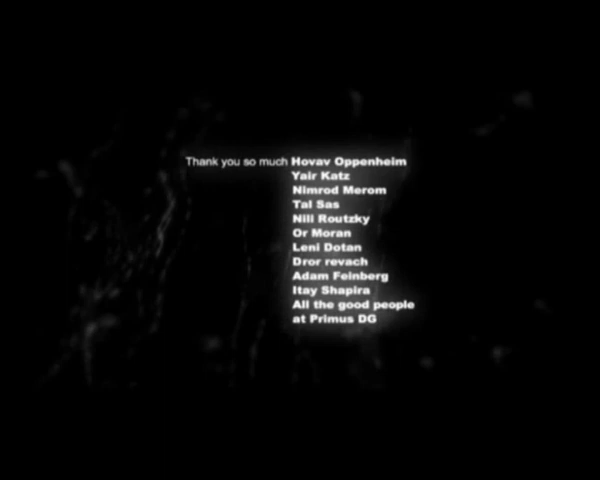 Thank you so much Hovav Oppenheim
Yair Katz
Nimrod Merom
Tal Sas
Nili Routzky
Or Moran
Leni Dotan
Dror revach
Adam Feinberg
Itay Shapira
All the good people
at Primus DG